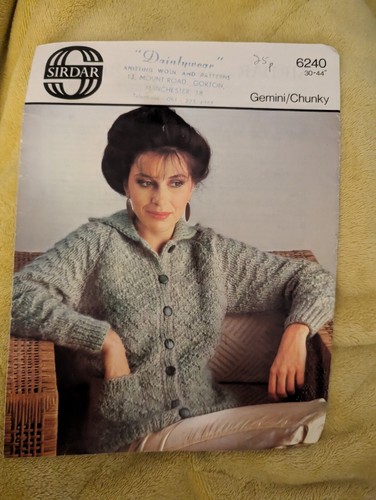 SIRDAR
"Daintywear"
KNITTING WOOL AND PATTERNS
12, MOUNT ROAD, GORTON,
MANCHESTER 18
25p
6240
30-44"
Gemini/Chunky